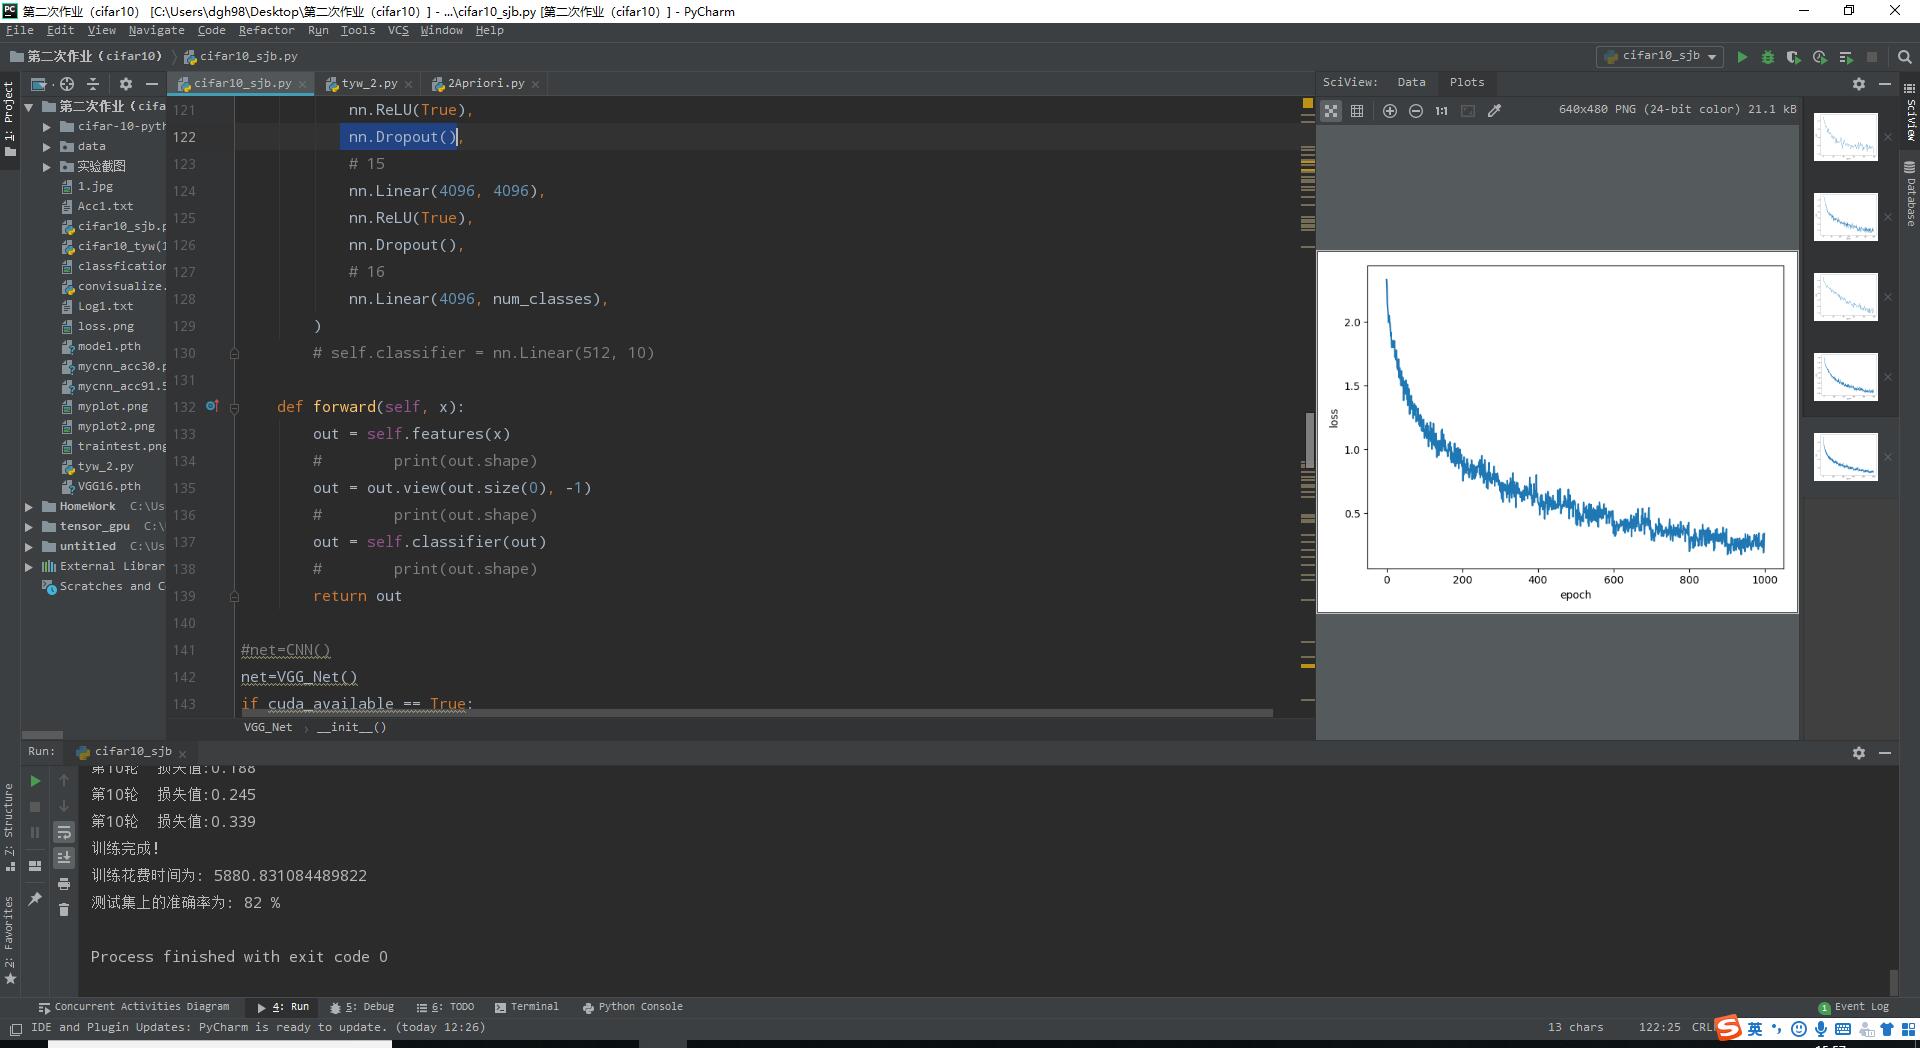 第二次作业（cifar10） [C:\Users\dgh98\Desktop\第二次作业（cifar10）] - ...\cifar10_sjb.py [第二次作业（cifar10）] - PyCharm
File Edit View Navigate Code Refactor Run Tools VCS Window Help
第二次作业（cifar10） cifar10_sjb.py
cifar10_sjb
cifar10_sjb.py tyw_2.py 2Apriori.py
SciView: Data Plots
1: Project
第二次作业（cifa
cifar-10-pyth
data
实验截图
1.jpg
Acc1.txt
cifar10_sjb.p
cifar10_tyw(1
classfication
convisualize.
Log1.txt
loss.png
model.pth
mycnn_acc30.p
mycnn_acc91.5
myplot.png
myplot2.png
traintest.png
tyw_2.py
VGG16.pth
HomeWork C:\Us
tensor_gpu C:\
untitled C:\Us
External Librar
Scratches and C
121 nn.ReLU(True),
122 nn.Dropout(),
123 # 15
124 nn.Linear(4096, 4096),
125 nn.ReLU(True),
126 nn.Dropout(),
127 # 16
128 nn.Linear(4096, num_classes),
129 )
130 # self.classifier = nn.Linear(512, 10)
131
132 def forward(self, x):
133 out = self.features(x)
134 # print(out.shape)
135 out = out.view(out.size(0), -1)
136 # print(out.shape)
137 out = self.classifier(out)
138 # print(out.shape)
139 return out
140
141 #net=CNN()
142 net=VGG_Net()
143 if cuda_available == True:
VGG_Net › __init__()
1:1 640x480 PNG (24-bit color) 21.1 kB
2.0
1.5
1.0
0.5
loss
0 200 400 600 800 1000
epoch
SciView
Database
Run: cifar10_sjb
第10轮 损失值:0.188
第10轮 损失值:0.245
第10轮 损失值:0.339
训练完成!
训练花费时间为: 5880.831084489822
测试集上的准确率为: 82 %
Process finished with exit code 0
Z: Structure
2: Favorites
Concurrent Activities Diagram 4: Run 5: Debug 6: TODO Terminal Python Console 1 Event Log
IDE and Plugin Updates: PyCharm is ready to update. (today 12:26) 13 chars 122:25 CRL
英